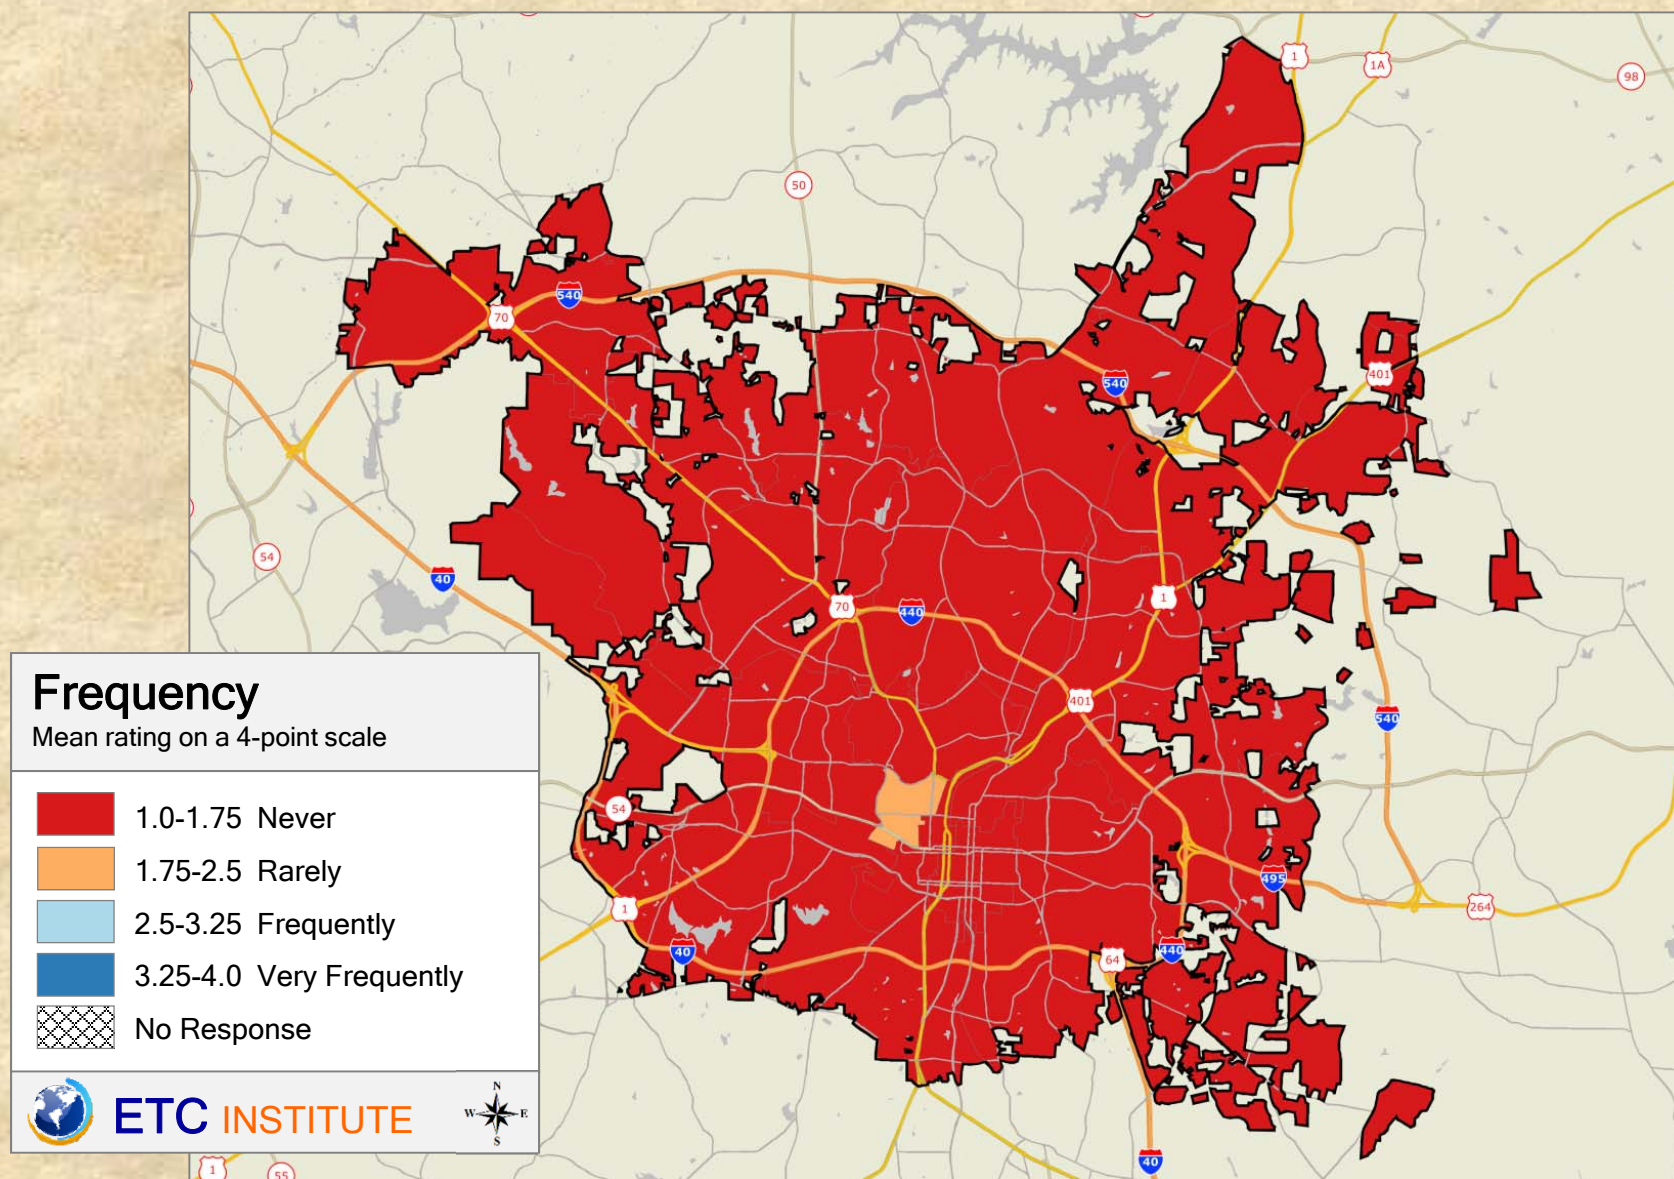 1
1A
98
50
540
70
401
540
54
40
70
440
1
401
540
54
495
264
1
40
64
440
40
1
55
Frequency
Mean rating on a 4-point scale
1.0-1.75 Never
1.75-2.5 Rarely
2.5-3.25 Frequently
3.25-4.0 Very Frequently
No Response
ETC INSTITUTE
N
W E
S